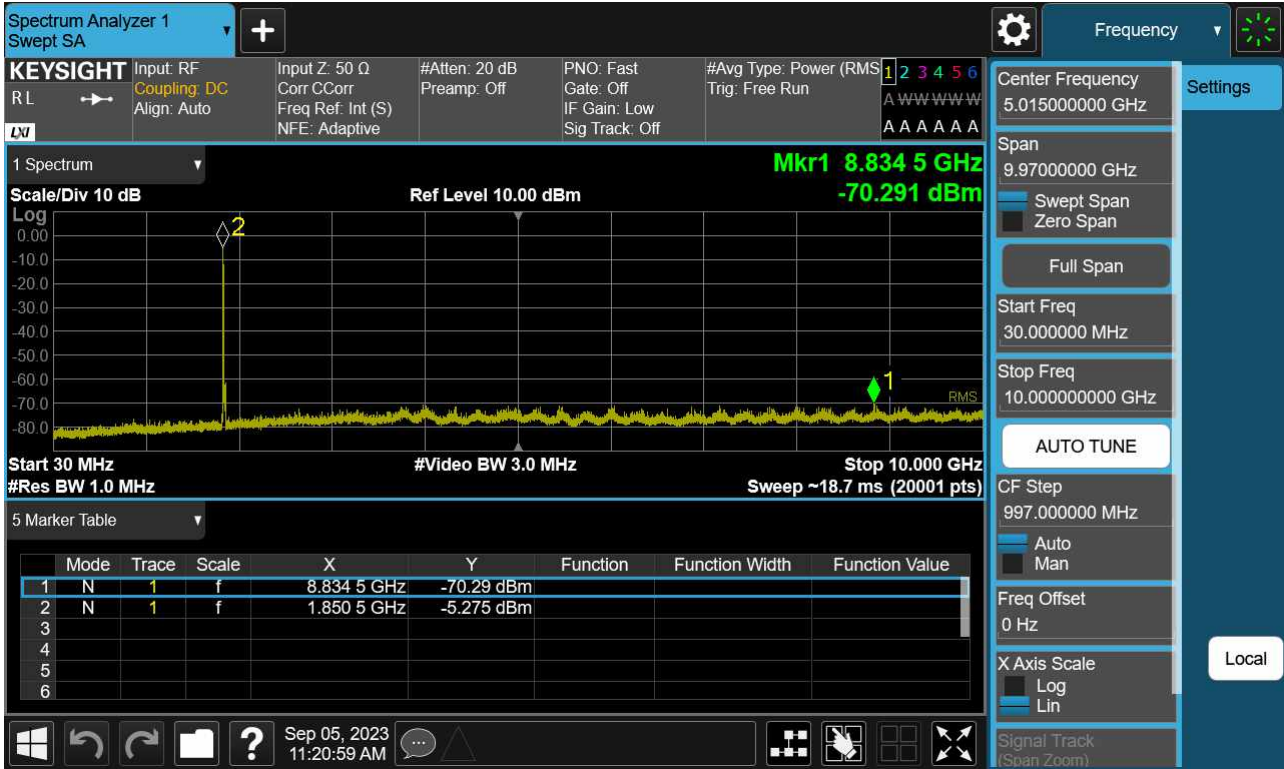 Spectrum Analyzer 1
Swept SA
Frequency
KEYSIGHT
RL
LXI
Input: RF
Coupling: DC
Align: Auto
Input Z: 50 Ω
Corr CCorr
Freq Ref: Int (S)
NFE: Adaptive
#Atten: 20 dB
Preamp: Off
PNO: Fast
Gate: Off
IF Gain: Low
Sig Track: Off
#Avg Type: Power (RMS
Trig: Free Run
1 2 3 4 5 6
A W W W W W
A A A A A A
1 Spectrum
Mkr1 8.834 5 GHz
-70.291 dBm
Scale/Div 10 dB
Ref Level 10.00 dBm
Log
0.00
-10.0
-20.0
-30.0
-40.0
-50.0
-60.0
-70.0
-80.0
2
1
RMS
Start 30 MHz
#Video BW 3.0 MHz
Stop 10.000 GHz
#Res BW 1.0 MHz
Sweep ~18.7 ms (20001 pts)
5 Marker Table
Mode Trace Scale X Y Function Function Width Function Value
1 N 1 f 8.834 5 GHz -70.29 dBm
2 N 1 f 1.850 5 GHz -5.275 dBm
3
4
5
6
Sep 05, 2023
11:20:59 AM
Center Frequency
5.015000000 GHz
Span
9.97000000 GHz
Swept Span
Zero Span
Full Span
Start Freq
30.000000 MHz
Stop Freq
10.000000000 GHz
AUTO TUNE
CF Step
997.000000 MHz
Auto
Man
Freq Offset
0 Hz
X Axis Scale
Log
Lin
Signal Track
(Span Zoom)
Settings
Local